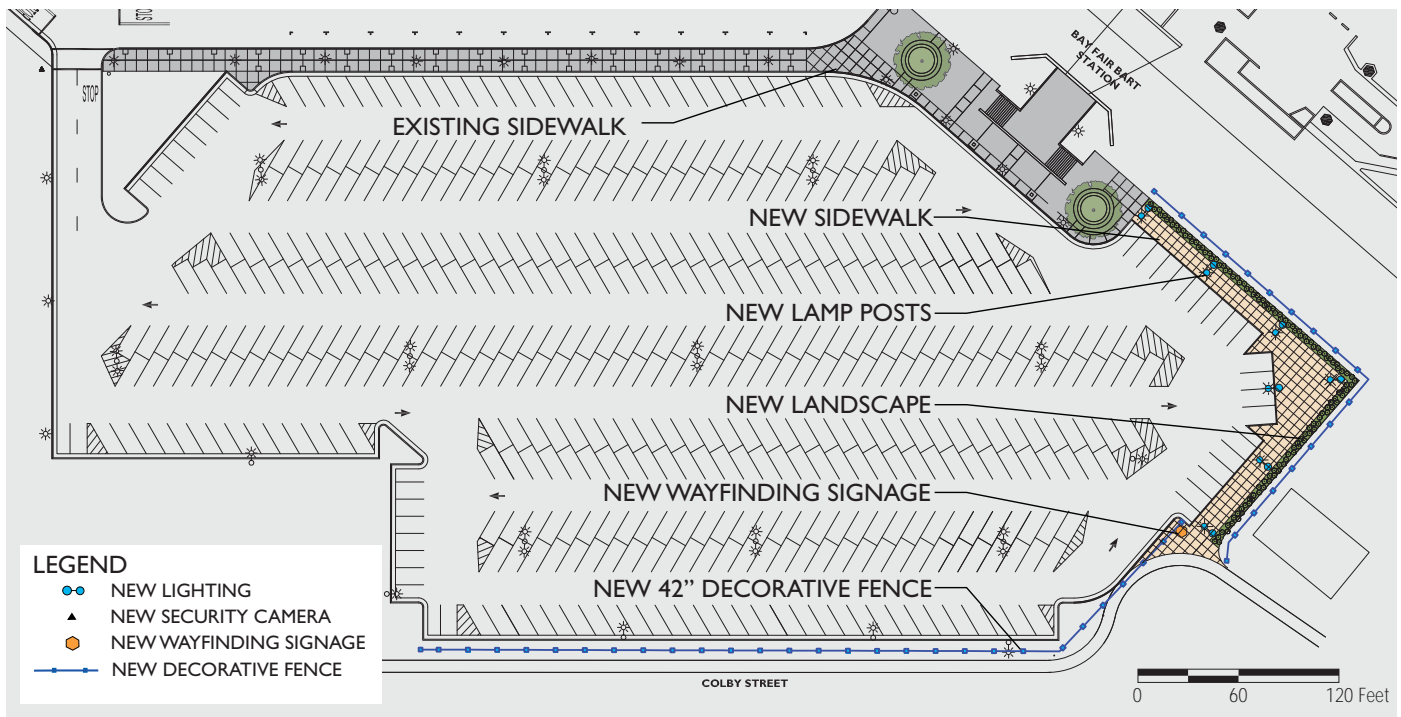 STOP
BAY FAIR BART
STATION
STOP
EXISTING SIDEWALK
NEW SIDEWALK
NEW LAMP POSTS
NEW LANDSCAPE
NEW WAYFINDING SIGNAGE
NEW 42” DECORATIVE FENCE
LEGEND
NEW LIGHTING
NEW SECURITY CAMERA
NEW WAYFINDING SIGNAGE
NEW DECORATIVE FENCE
COLBY STREET
0 60 120 Feet